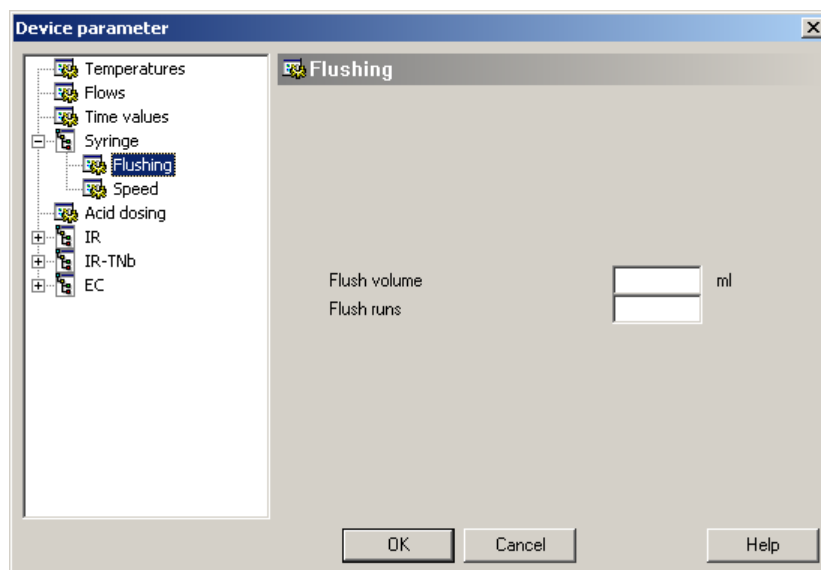 Device parameter
Temperatures
Flows
Time values
Syringe
Flushing
Speed
Acid dosing
IR
IR-TNb
EC
Flushing
Flush volume ml
Flush runs
OK Cancel Help